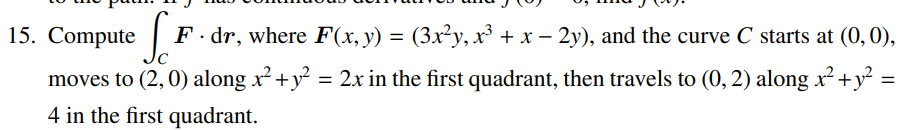 15. Compute ∫_C F · dr, where F(x, y) = (3x²y, x³ + x − 2y), and the curve C starts at (0, 0),
moves to (2, 0) along x² + y² = 2x in the first quadrant, then travels to (0, 2) along x² + y² =
4 in the first quadrant.